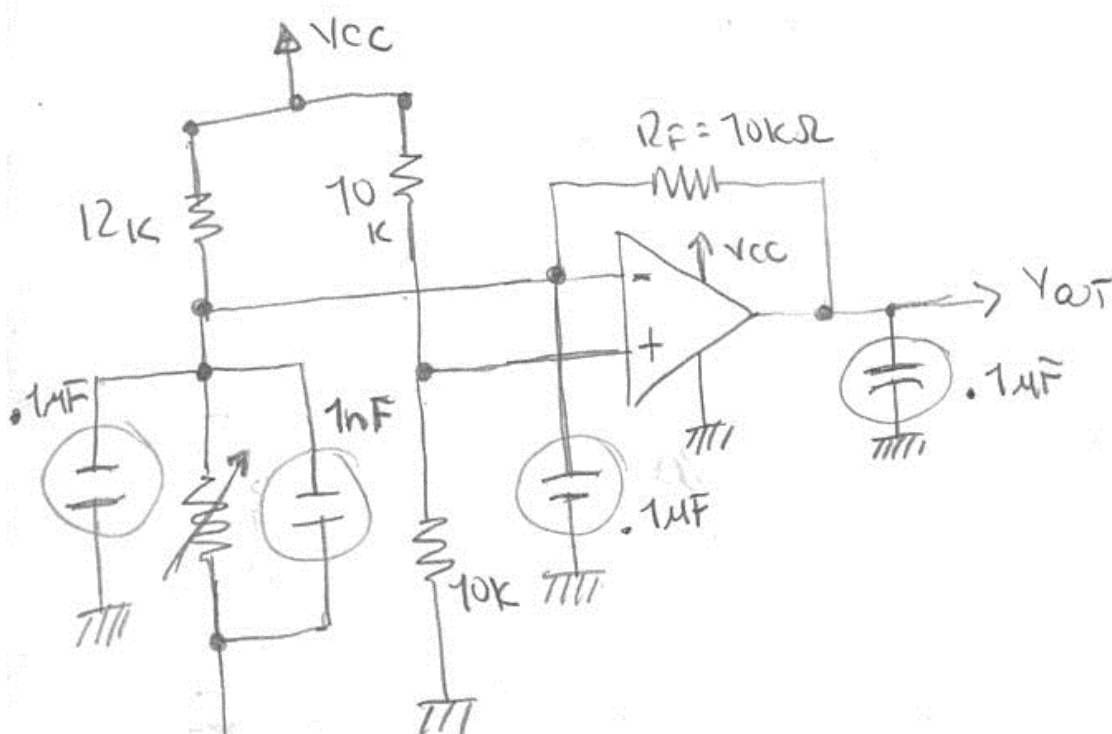 VCC
RF = 10KΩ
12K
10
K
VCC
-
+
Vout
.1µF
1nF
.1µF
.1µF
10K